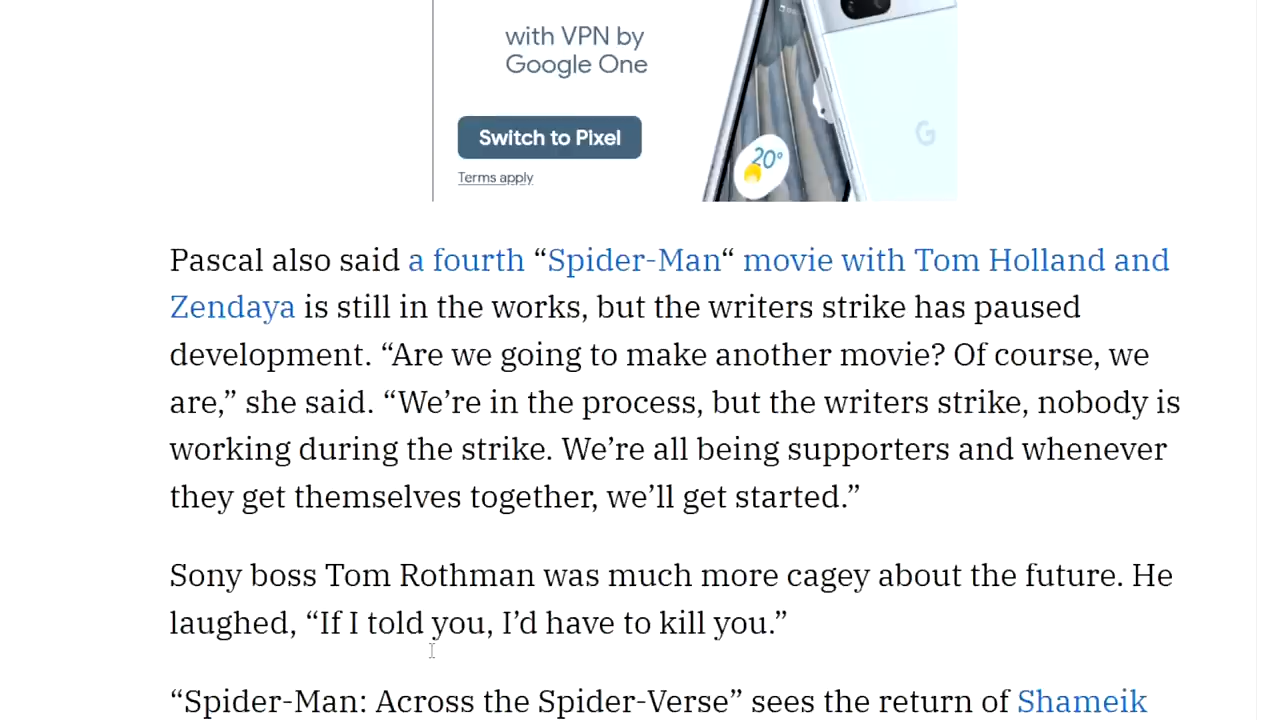 with VPN by
Google One
Switch to Pixel
Terms apply
20°
G
Pascal also said a fourth “Spider-Man“ movie with Tom Holland and
Zendaya is still in the works, but the writers strike has paused
development. “Are we going to make another movie? Of course, we
are,” she said. “We’re in the process, but the writers strike, nobody is
working during the strike. We’re all being supporters and whenever
they get themselves together, we’ll get started.”
Sony boss Tom Rothman was much more cagey about the future. He
laughed, “If I told you, I’d have to kill you.”
“Spider-Man: Across the Spider-Verse” sees the return of Shameik